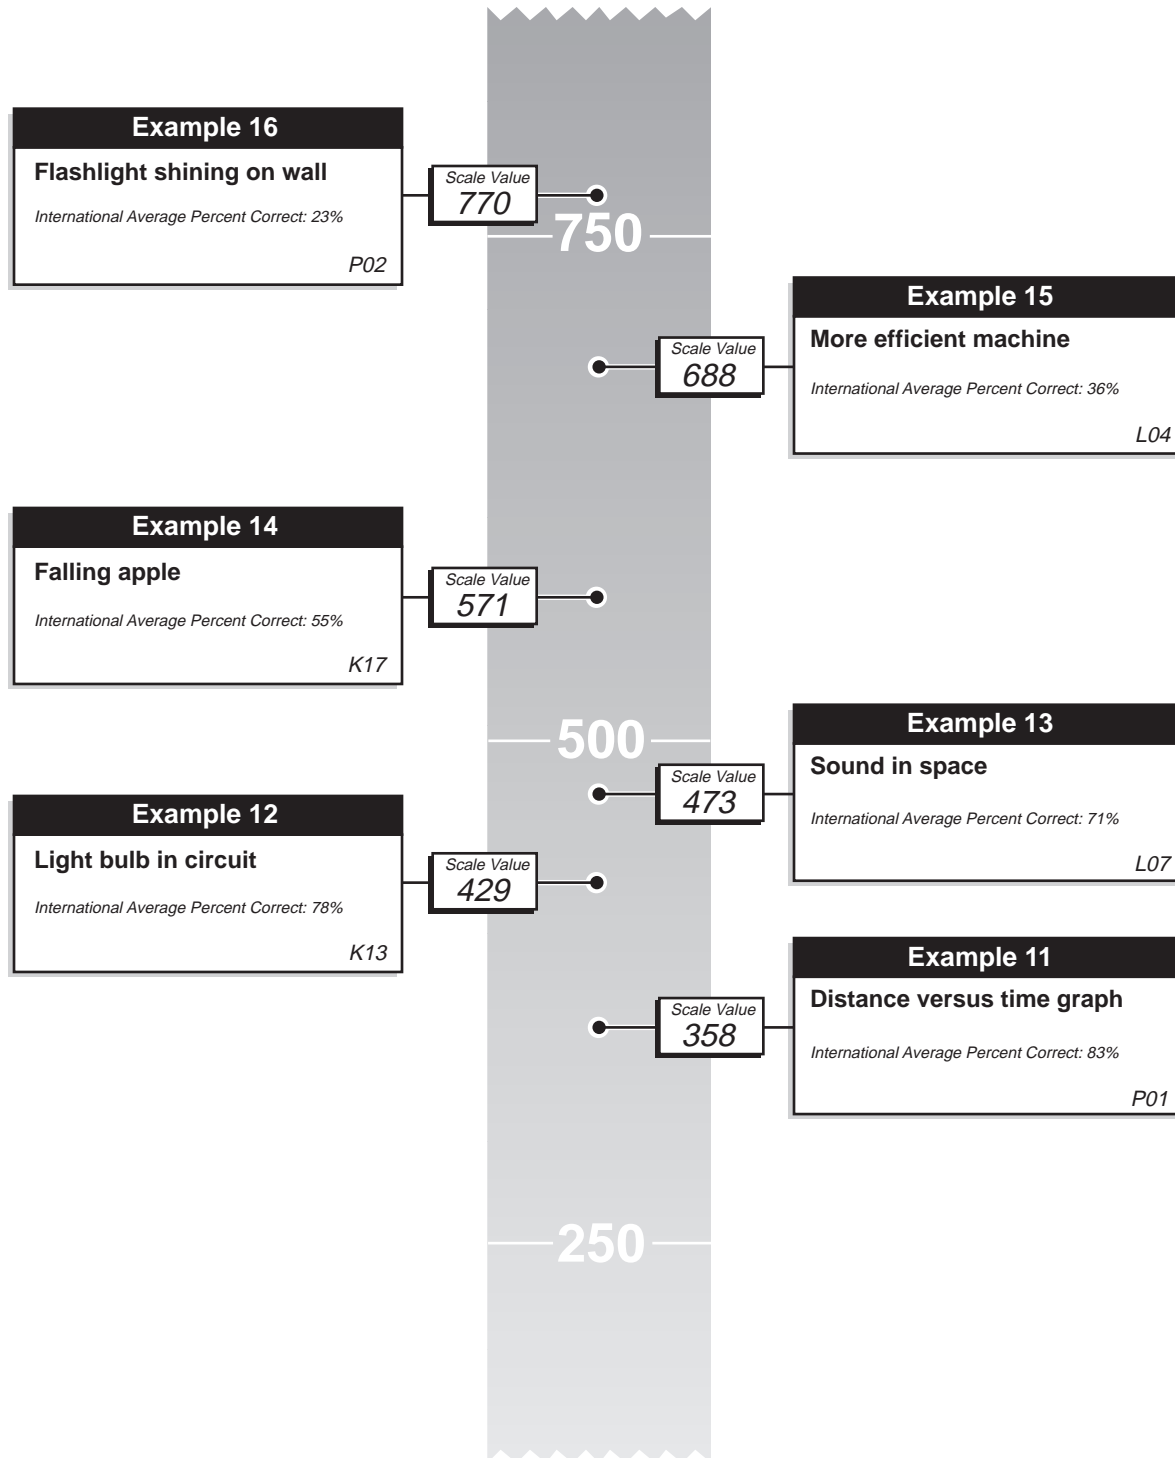 Example 16
Flashlight shining on wall
International Average Percent Correct: 23%
P02
Scale Value
770
750
Example 15
More efficient machine
International Average Percent Correct: 36%
L04
Scale Value
688
Example 14
Falling apple
International Average Percent Correct: 55%
K17
Scale Value
571
500
Example 13
Sound in space
International Average Percent Correct: 71%
L07
Scale Value
473
Example 12
Light bulb in circuit
International Average Percent Correct: 78%
K13
Scale Value
429
Example 11
Distance versus time graph
International Average Percent Correct: 83%
P01
Scale Value
358
250